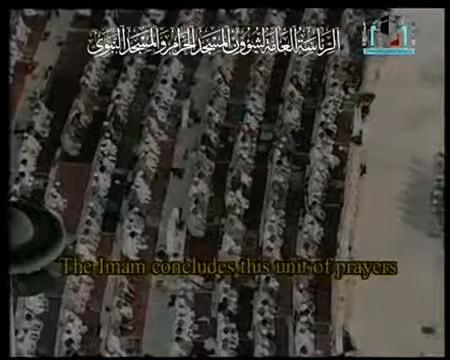 الرئاسة العامة لشؤون المسجد الحرام والمسجد النبوي
The Imam concludes this unit of prayers